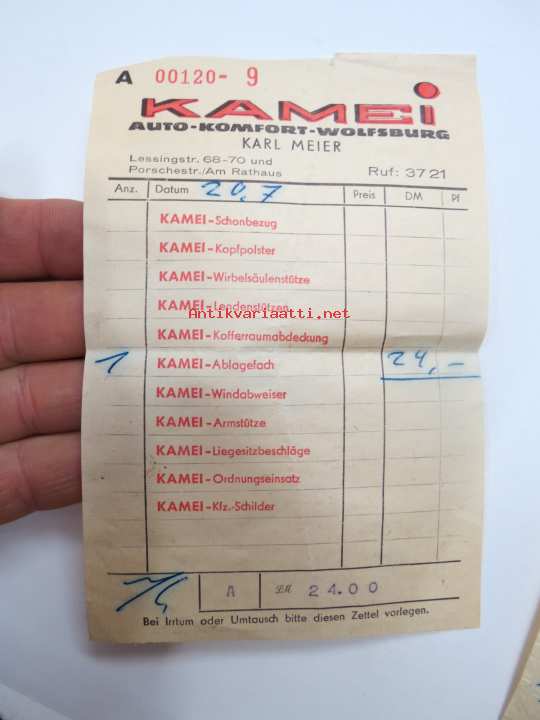 A 00120- 9
KAMEI
AUTO-KOMFORT-WOLFSBURG
KARL MEIER
Lessingstr. 68-70 und
Porschestr./Am Rathaus Ruf: 37 21
Anz. Datum 20.7 Preis DM Pf
KAMEI-Schonbezug
KAMEI-Kopfpolster
KAMEI-Wirbelsäulenstütze
KAMEI-Lendenstützen
Antikvariaatti.net
KAMEI-Kofferraumabdeckung
1 KAMEI-Ablagefach 24,-
KAMEI-Windabweiser
KAMEI-Armstütze
KAMEI-Liegesitzbeschläge
KAMEI-Ordnungseinsatz
KAMEI-Kfz.-Schilder
A DM 24.00
Bei Irrtum oder Umtausch bitte diesen Zettel vorlegen.